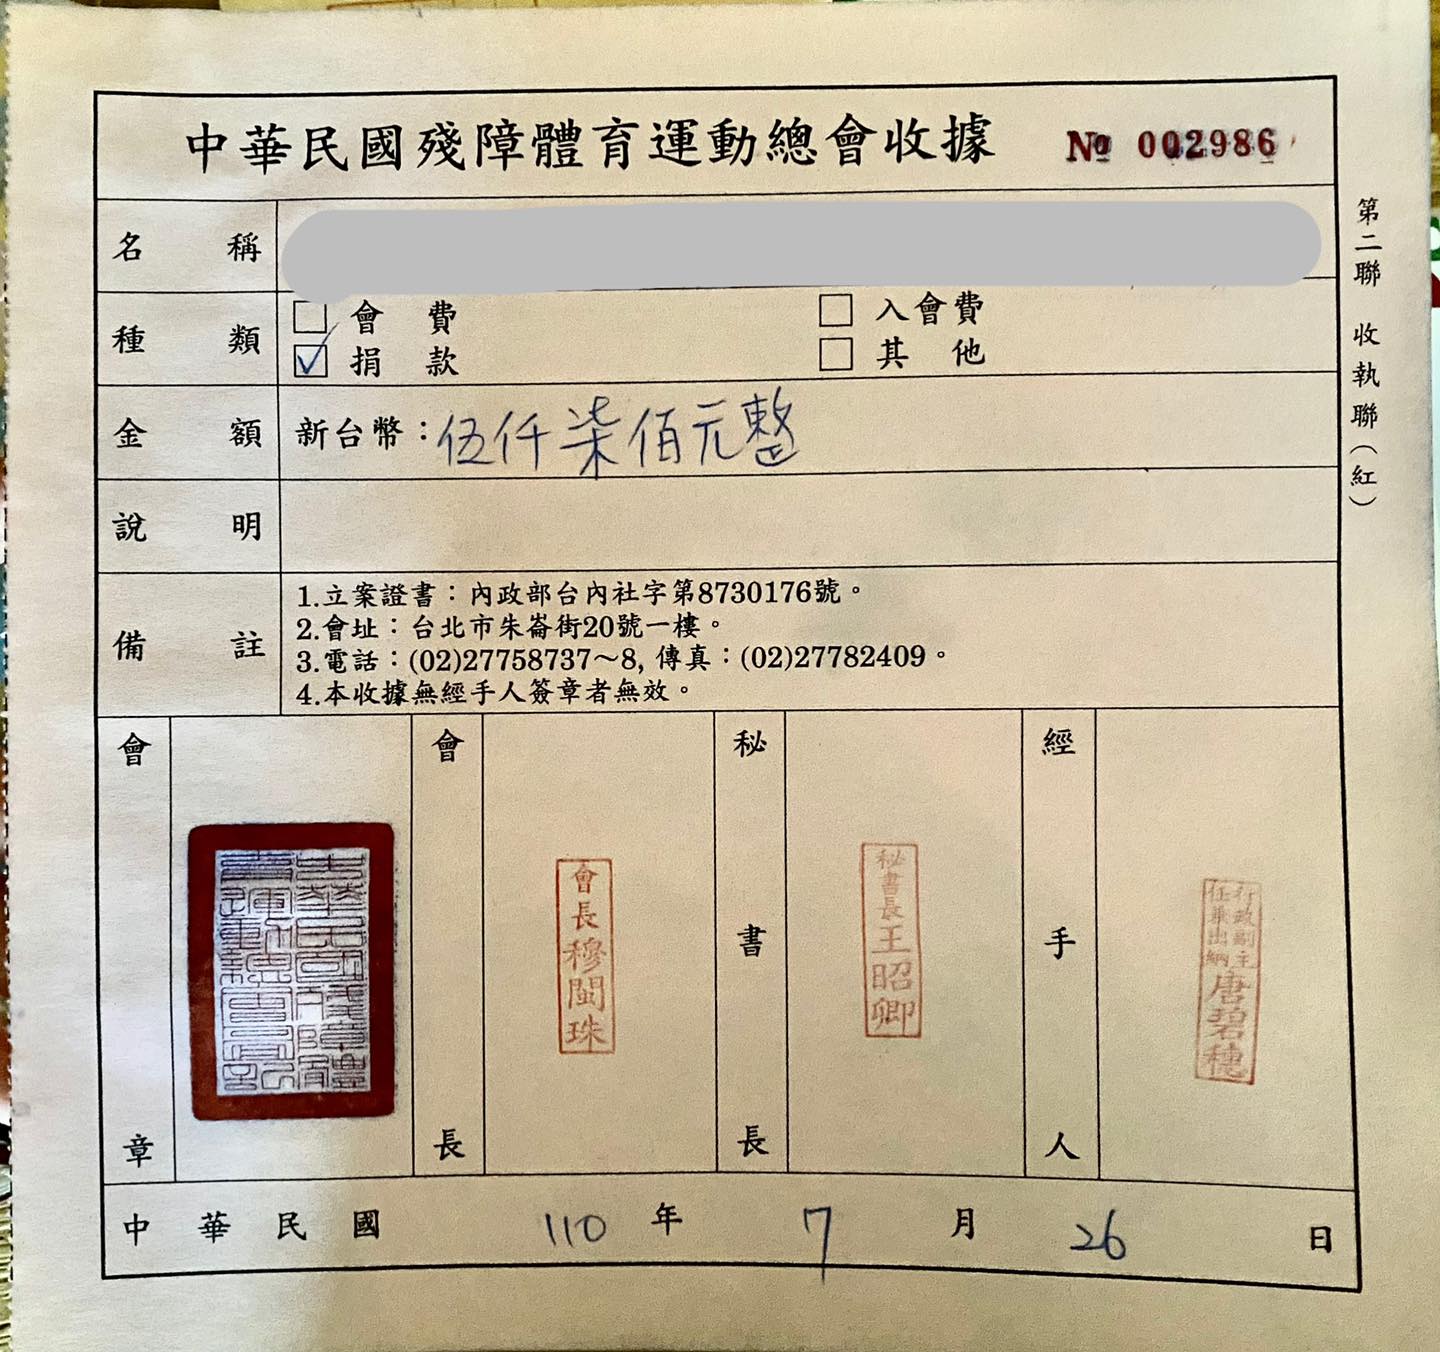 中華民國殘障體育運動總會收據 № 002986
第二聯 收執聯（紅）
名稱
種類 會費 入會費
捐款 其他
金額 新台幣：伍仟柒佰元整
說明
備註
1.立案證書：內政部台內社字第8730176號。
2.會址：台北市朱崙街20號一樓。
3.電話：(02)27758737～8, 傳真：(02)27782409。
4.本收據無經手人簽章者無效。
會章
會長
會長穆閩珠
秘書長
秘書長王昭卿
經手人
行政副主任兼出納唐碧穗
中華民國 110 年 7 月 26 日